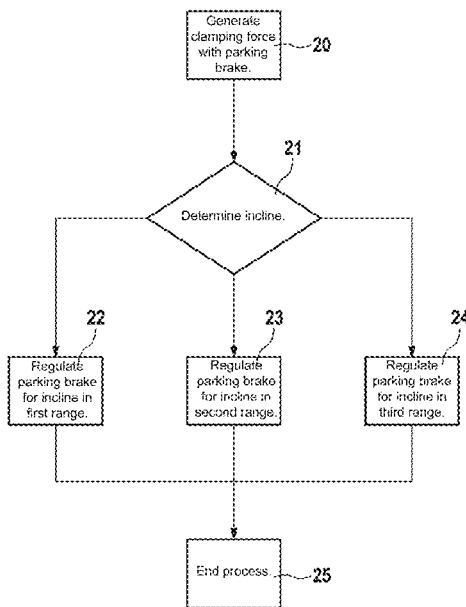 Generate
clamping force
with parking
brake.
20
21
Determine incline.
22
23
24
Regulate
parking brake
for incline in
first range.
Regulate
parking brake
for incline in
second range.
Regulate
parking brake
for incline in
third range.
End process.
25